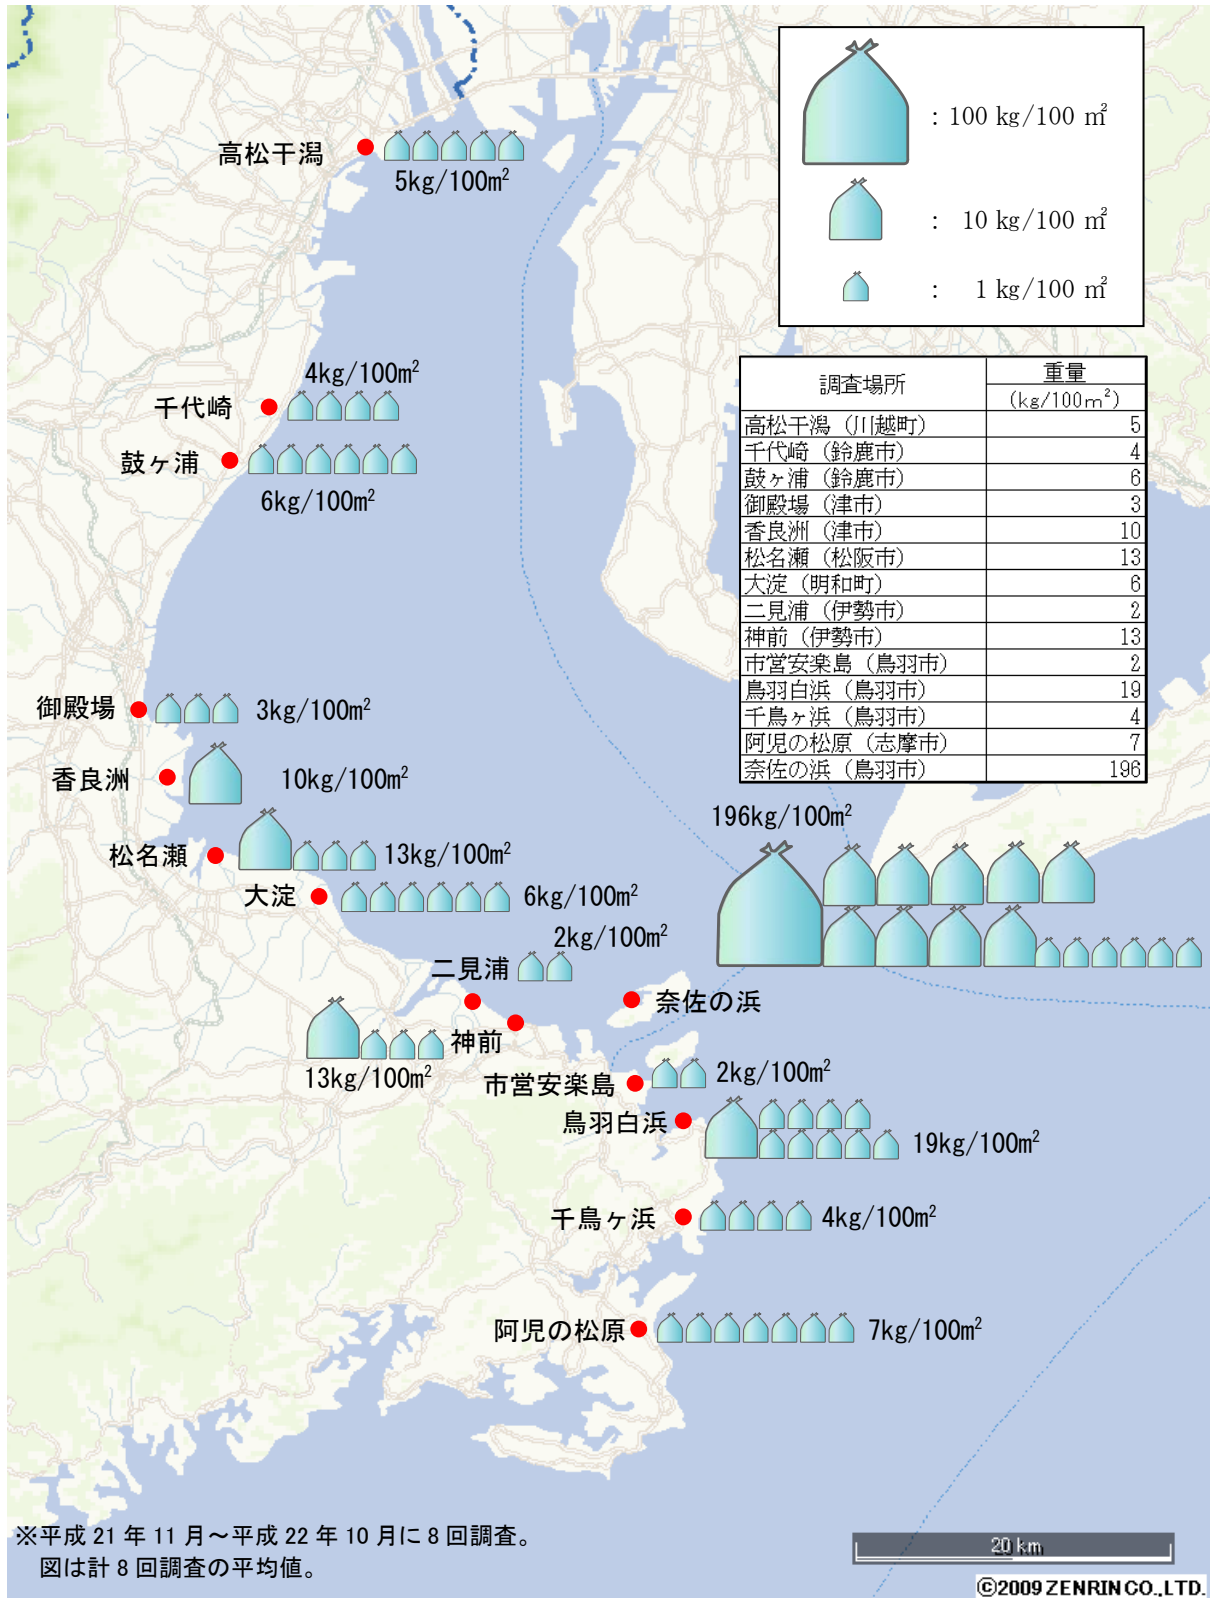 : 100 kg/100 ㎡
: 10 kg/100 ㎡
: 1 kg/100 ㎡
高松干潟
5kg/100m²
4kg/100m²
千代崎
鼓ヶ浦
6kg/100m²
調査場所 重量
(kg/100m²)
高松干潟（川越町） 5
千代崎（鈴鹿市） 4
鼓ヶ浦（鈴鹿市） 6
御殿場（津市） 3
香良洲（津市） 10
松名瀬（松阪市） 13
大淀（明和町） 6
二見浦（伊勢市） 2
神前（伊勢市） 13
市営安楽島（鳥羽市） 2
鳥羽白浜（鳥羽市） 19
千鳥ヶ浜（鳥羽市） 4
阿児の松原（志摩市） 7
奈佐の浜（鳥羽市） 196
御殿場 3kg/100m²
香良洲 10kg/100m²
196kg/100m²
松名瀬 13kg/100m²
大淀 6kg/100m²
2kg/100m²
二見浦
奈佐の浜
神前
13kg/100m²
市営安楽島 2kg/100m²
鳥羽白浜 19kg/100m²
千鳥ヶ浜 4kg/100m²
阿児の松原 7kg/100m²
※平成 21 年 11 月～平成 22 年 10 月に 8 回調査。
図は計 8 回調査の平均値。
20 km
©2009 ZENRIN CO., LTD.